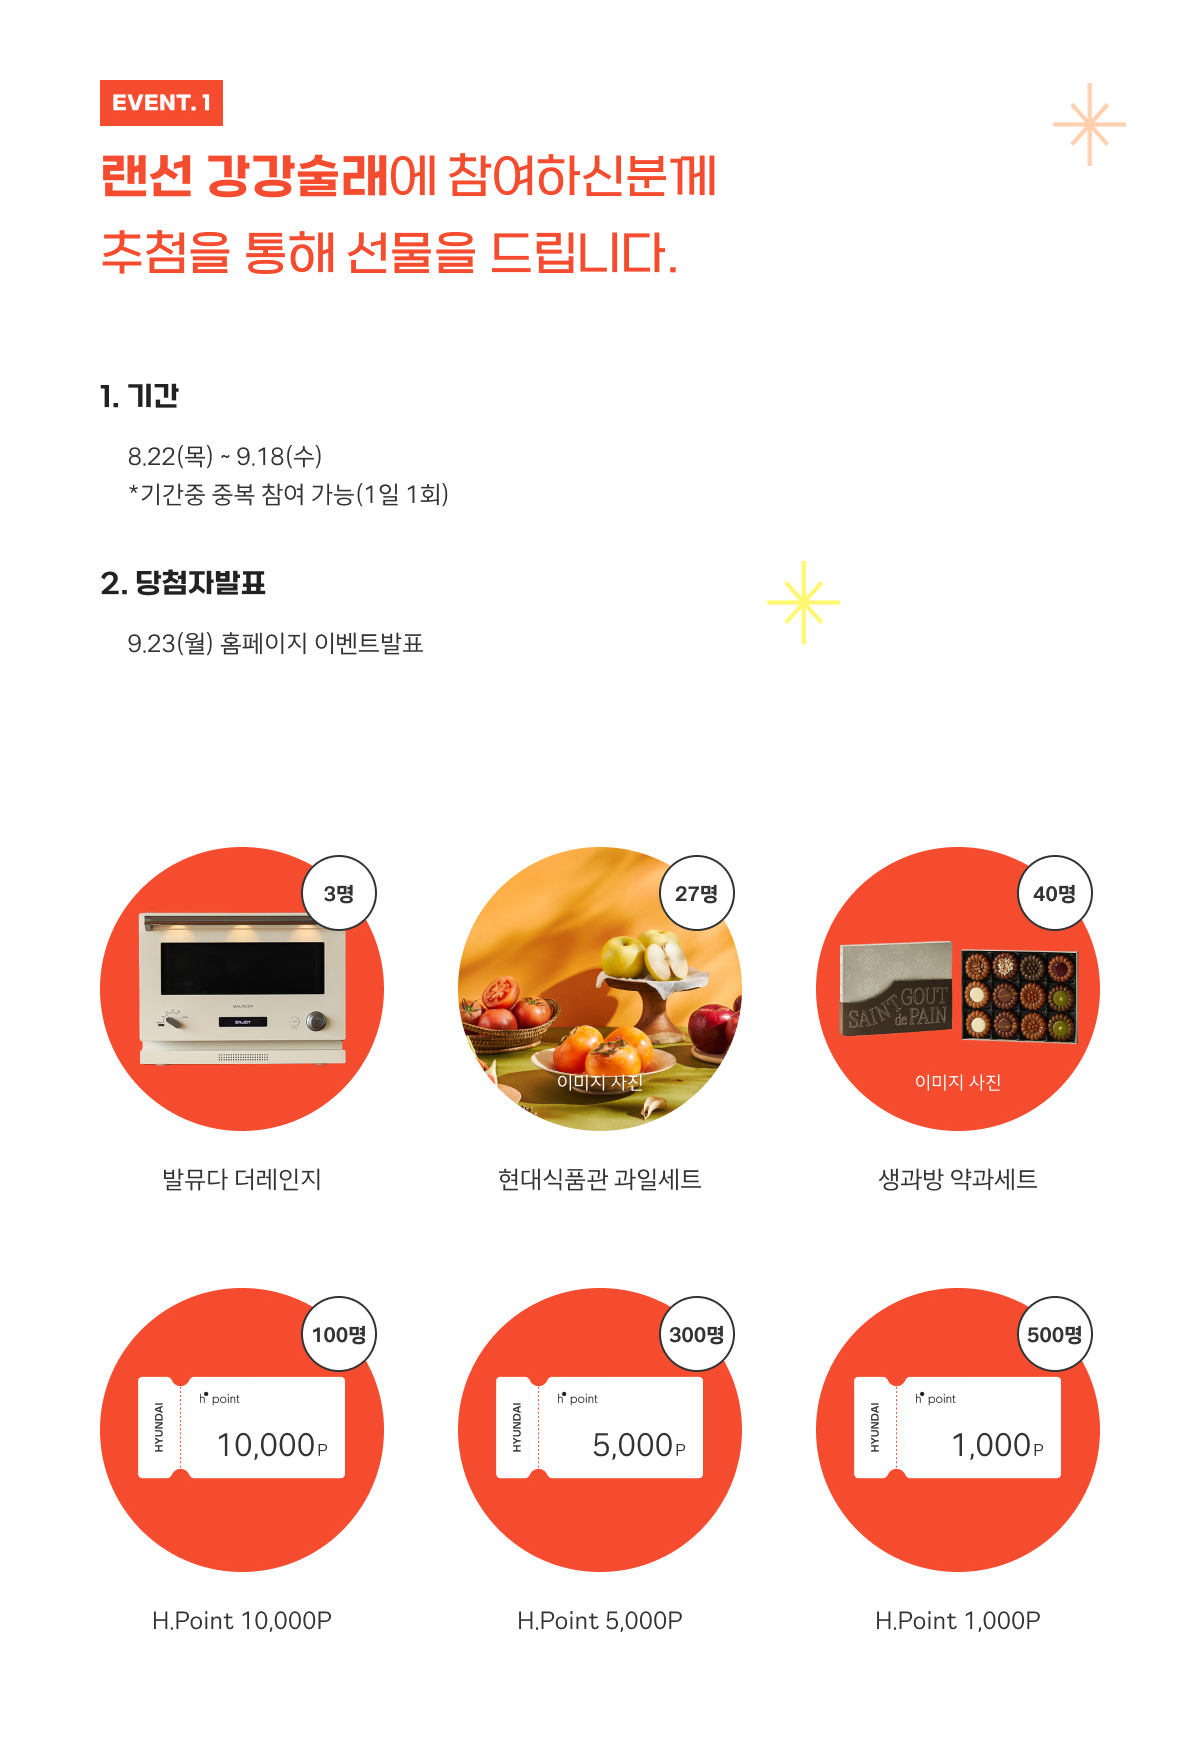 EVENT. 1
랜선 강강술래에 참여하신분께
추첨을 통해 선물을 드립니다.
1. 기간
8.22(목) ~ 9.18(수)
*기간중 중복 참여 가능(1일 1회)
2. 당첨자발표
9.23(월) 홈페이지 이벤트발표
3명
BALMUDA
ENJOY
발뮤다 더레인지
27명
이미지 사진
현대식품관 과일세트
40명
SAINT GOUT
de PAIN
이미지 사진
생과방 약과세트
100명
HYUNDAI
h point
10,000P
H.Point 10,000P
300명
HYUNDAI
h point
5,000P
H.Point 5,000P
500명
HYUNDAI
h point
1,000P
H.Point 1,000P